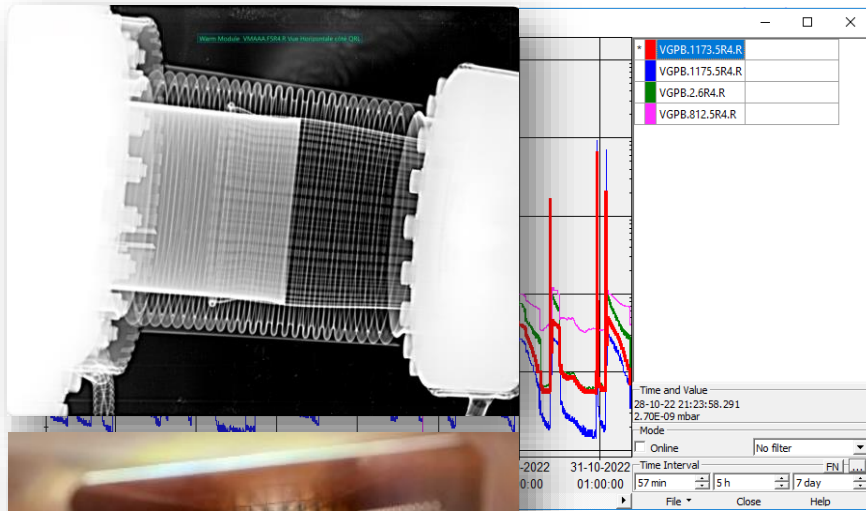 Warm Module VMAAA.F5R4.R Vue Horizontale côté QRL
* VGPB.1173.5R4.R
VGPB.1175.5R4.R
VGPB.2.6R4.R
VGPB.812.5R4.R
Time and Value
28-10-22 21:23:58.291
2.70E-09 mbar
Mode
Online No filter
-2022 31-10-2022
0:00 01:00:00
Time Interval FN ...
57 min 5 h 7 day
File Close Help